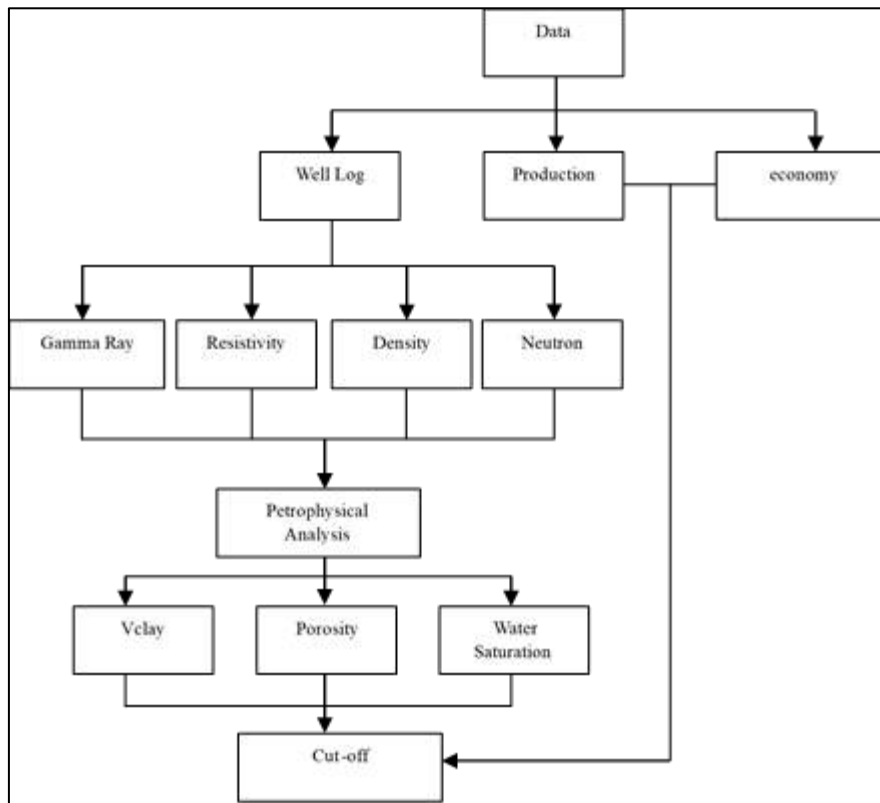 Data
Well Log
Production
economy
Gamma Ray
Resistivity
Density
Neutron
Petrophysical
Analysis
Vclay
Porosity
Water
Saturation
Cut-off